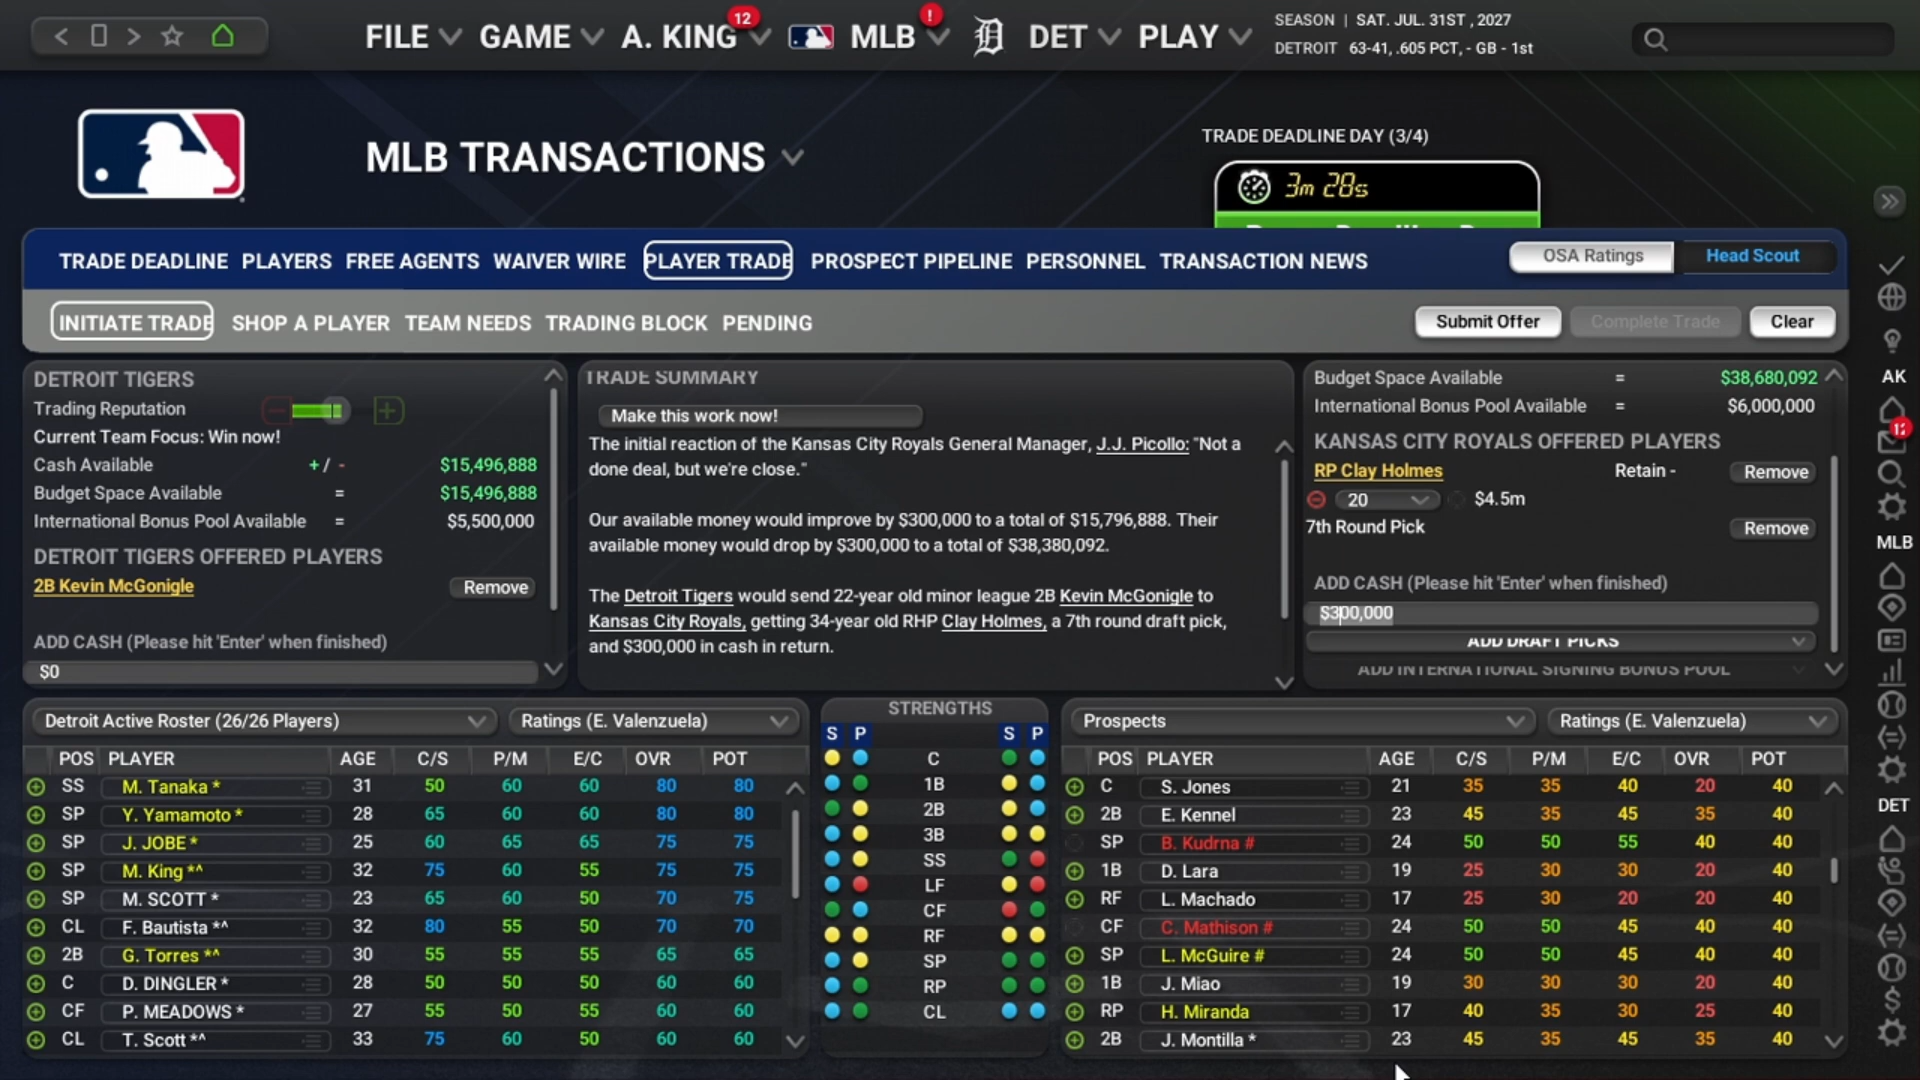 FILE GAME A. KING 12 MLB ! DET PLAY
SEASON | SAT. JUL. 31ST , 2027
DETROIT 63-41, .605 PCT, - GB - 1st
MLB TRANSACTIONS
TRADE DEADLINE DAY (3/4)
3m 28s
TRADE DEADLINE PLAYERS FREE AGENTS WAIVER WIRE PLAYER TRADE PROSPECT PIPELINE PERSONNEL TRANSACTION NEWS
OSA Ratings Head Scout
INITIATE TRADE SHOP A PLAYER TEAM NEEDS TRADING BLOCK PENDING
Submit Offer Complete Trade Clear
DETROIT TIGERS
Trading Reputation
Current Team Focus: Win now!
Cash Available + / - $15,496,888
Budget Space Available = $15,496,888
International Bonus Pool Available = $5,500,000
DETROIT TIGERS OFFERED PLAYERS
2B Kevin McGonigle Remove
ADD CASH (Please hit 'Enter' when finished)
$0
TRADE SUMMARY
Make this work now!
The initial reaction of the Kansas City Royals General Manager, J.J. Picollo: "Not a
done deal, but we're close."
Our available money would improve by $300,000 to a total of $15,796,888. Their
available money would drop by $300,000 to a total of $38,380,092.
The Detroit Tigers would send 22-year old minor league 2B Kevin McGonigle to
Kansas City Royals, getting 34-year old RHP Clay Holmes, a 7th round draft pick,
and $300,000 in cash in return.
Budget Space Available = $38,680,092
International Bonus Pool Available = $6,000,000
KANSAS CITY ROYALS OFFERED PLAYERS
RP Clay Holmes Retain - Remove
20 $4.5m
7th Round Pick Remove
ADD CASH (Please hit 'Enter' when finished)
$300,000
ADD DRAFT PICKS
ADD INTERNATIONAL SIGNING BONUS POOL
Detroit Active Roster (26/26 Players) Ratings (E. Valenzuela)
POS PLAYER AGE C/S P/M E/C OVR POT
SS M. Tanaka * 31 50 60 60 80 80
SP Y. Yamamoto * 28 65 60 60 80 80
SP J. JOBE * 25 60 65 65 75 75
SP M. King *^ 32 75 60 55 75 75
SP M. SCOTT * 23 65 60 50 70 75
CL F. Bautista *^ 32 80 55 50 70 70
2B G. Torres *^ 30 55 55 55 65 65
C D. DINGLER * 28 50 50 50 60 60
CF P. MEADOWS * 27 55 50 55 60 60
CL T. Scott *^ 33 75 60 50 60 60
STRENGTHS
S P S P
C
1B
2B
3B
SS
LF
CF
RF
SP
RP
CL
Prospects Ratings (E. Valenzuela)
POS PLAYER AGE C/S P/M E/C OVR POT
C S. Jones 21 35 35 40 20 40
2B E. Kennel 23 45 35 45 35 40
SP B. Kudrna # 24 50 50 55 40 40
1B D. Lara 19 25 30 30 20 40
RF L. Machado 17 25 30 20 20 40
CF C. Mathison # 24 50 50 45 40 40
SP L. McGuire # 24 50 50 45 40 40
1B J. Miao 19 30 30 30 20 40
RP H. Miranda 17 40 35 30 25 40
2B J. Montilla * 23 45 35 45 35 40
AK
12
MLB
DET